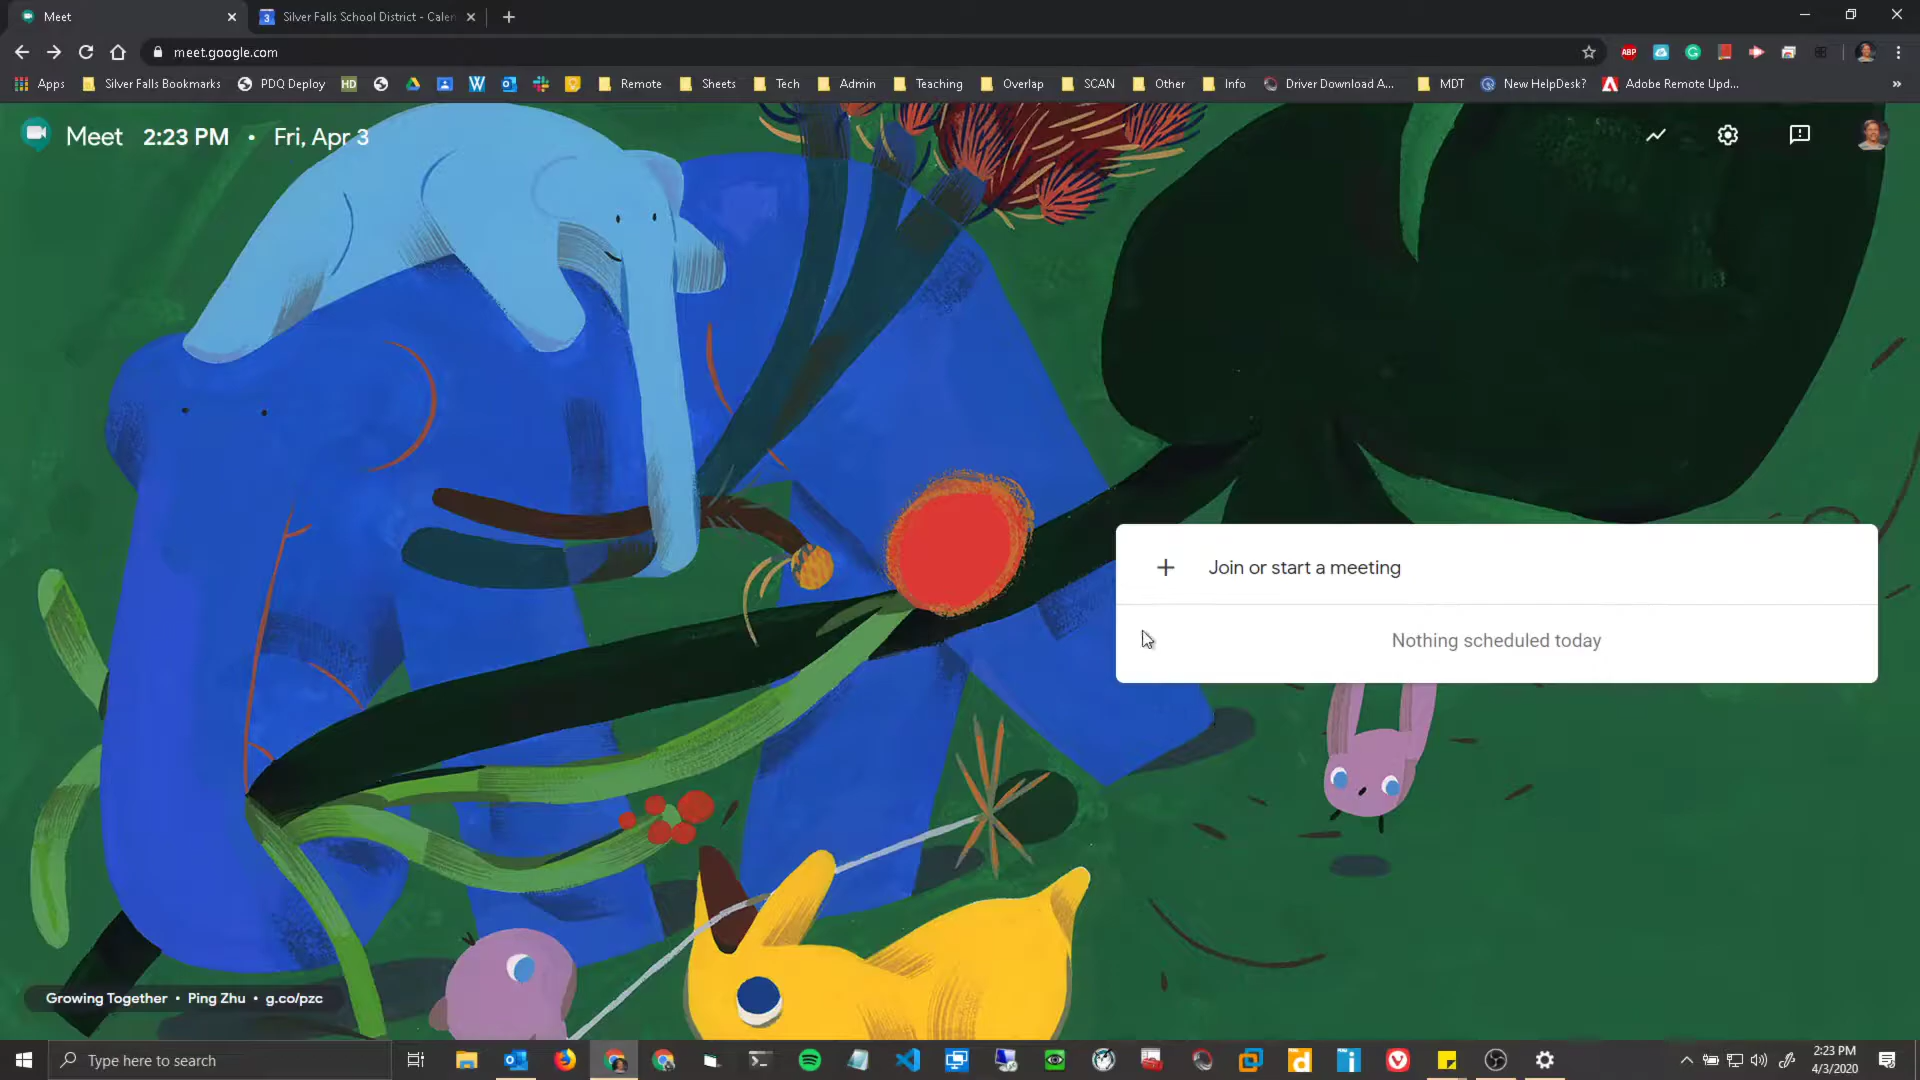 Meet
Silver Falls School District - Calen
meet.google.com
ABP
Apps
Silver Falls Bookmarks
PDQ Deploy
HD
W
Remote
Sheets
Tech
Admin
Teaching
Overlap
SCAN
Other
Info
Driver Download A...
MDT
New HelpDesk?
Adobe Remote Upd...
»
Meet 2:23 PM • Fri, Apr 3
+ Join or start a meeting
Nothing scheduled today
Growing Together • Ping Zhu • g.co/pzc
Type here to search
2:23 PM
4/3/2020